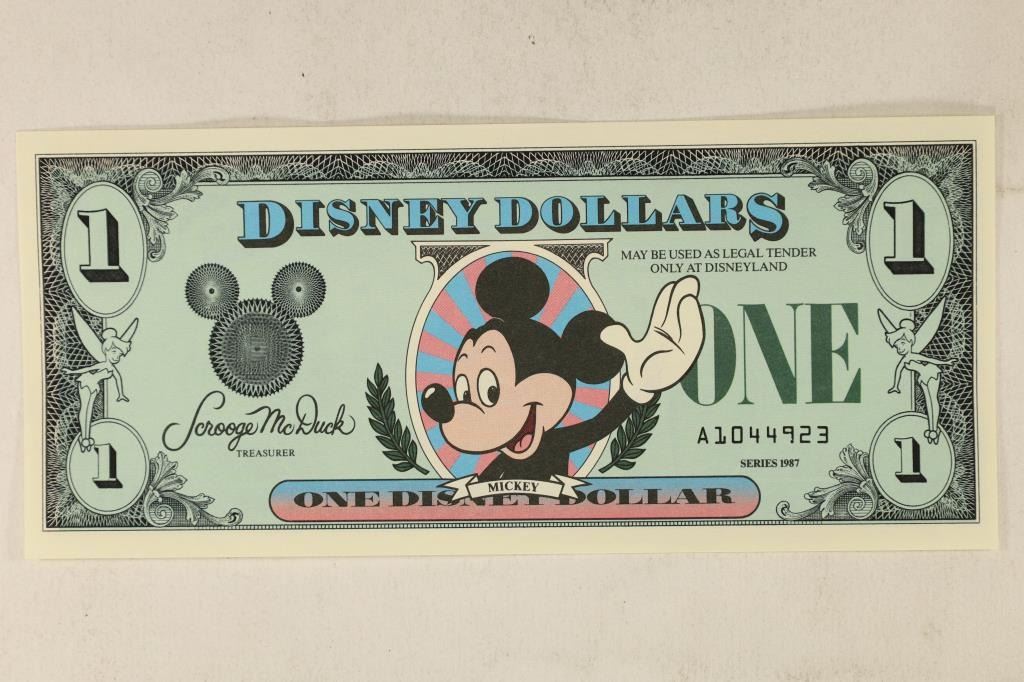 1
DISNEY DOLLARS
1
MAY BE USED AS LEGAL TENDER
ONLY AT DISNEYLAND
ONE
Scrooge McDuck
TREASURER
A1044923
SERIES 1987
1
MICKEY
1
ONE DISNEY DOLLAR